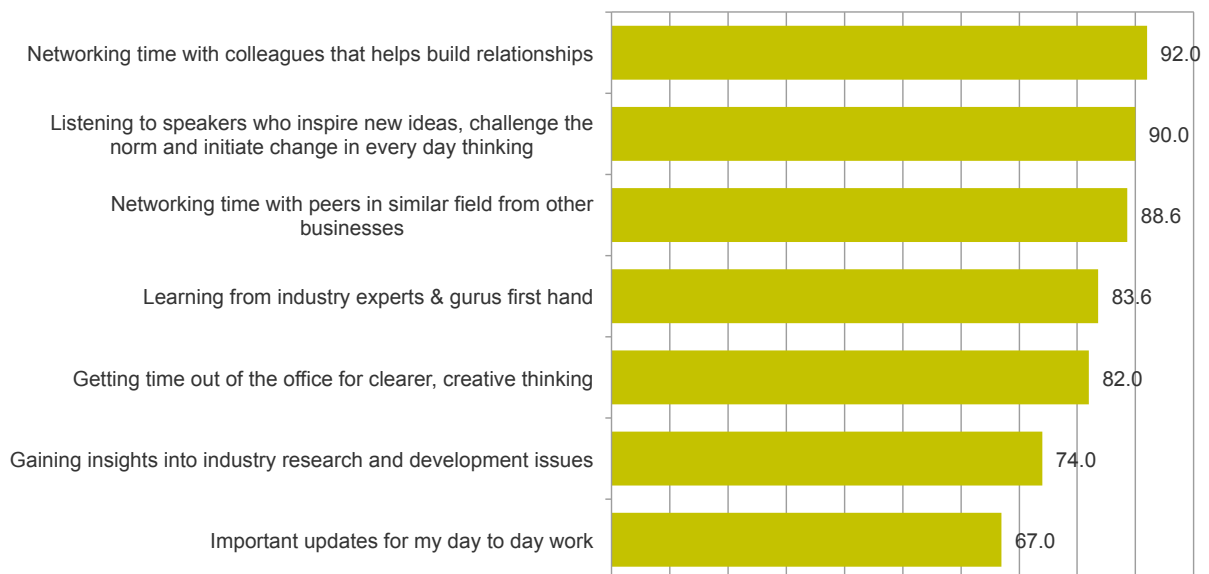 Networking time with colleagues that helps build relationships
92.0
Listening to speakers who inspire new ideas, challenge the
norm and initiate change in every day thinking
90.0
Networking time with peers in similar field from other
businesses
88.6
Learning from industry experts & gurus first hand
83.6
Getting time out of the office for clearer, creative thinking
82.0
Gaining insights into industry research and development issues
74.0
Important updates for my day to day work
67.0